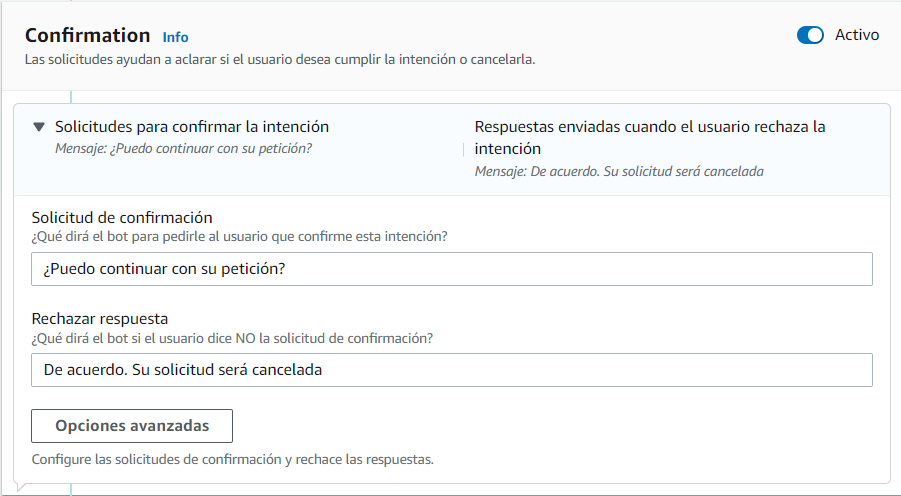 Confirmation Info
Activo
Las solicitudes ayudan a aclarar si el usuario desea cumplir la intención o cancelarla.
Solicitudes para confirmar la intención
Mensaje: ¿Puedo continuar con su petición?
Respuestas enviadas cuando el usuario rechaza la
intención
Mensaje: De acuerdo. Su solicitud será cancelada
Solicitud de confirmación
¿Qué dirá el bot para pedirle al usuario que confirme esta intención?
¿Puedo continuar con su petición?
Rechazar respuesta
¿Qué dirá el bot si el usuario dice NO la solicitud de confirmación?
De acuerdo. Su solicitud será cancelada
Opciones avanzadas
Configure las solicitudes de confirmación y rechace las respuestas.